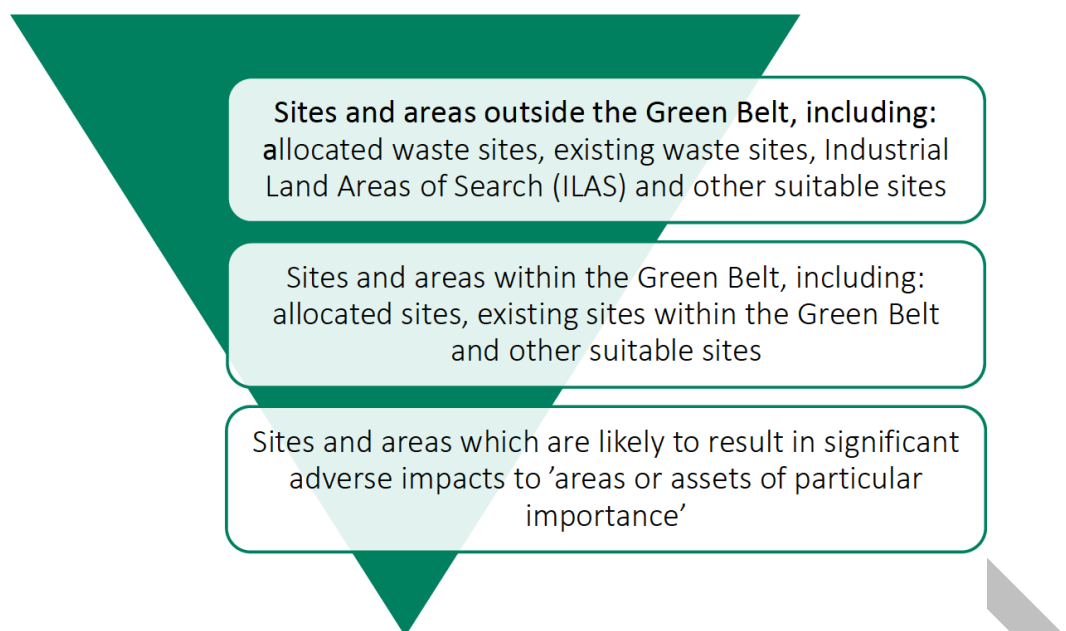 Sites and areas outside the Green Belt, including:
allocated waste sites, existing waste sites, Industrial
Land Areas of Search (ILAS) and other suitable sites
Sites and areas within the Green Belt, including:
allocated sites, existing sites within the Green Belt
and other suitable sites
Sites and areas which are likely to result in significant
adverse impacts to ’areas or assets of particular
importance’